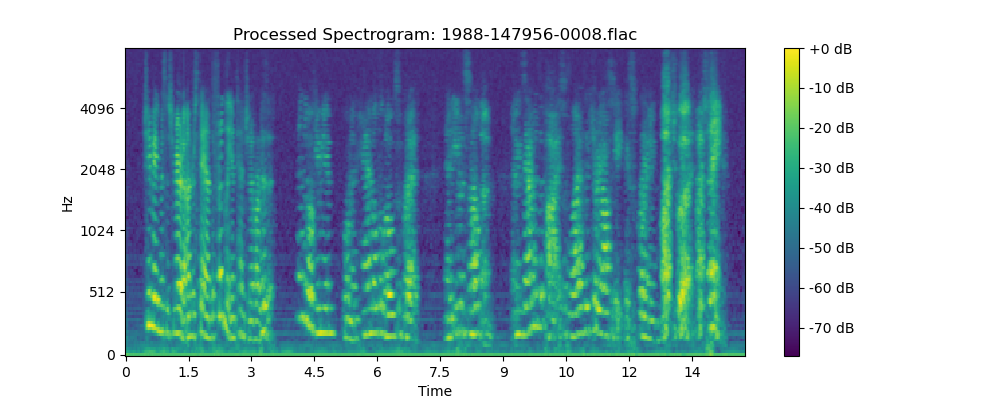 Processed Spectrogram: 1988-147956-0008.flac
Hz
4096
2048
1024
512
0
0 1.5 3 4.5 6 7.5 9 10 12 14
Time
+0 dB
-10 dB
-20 dB
-30 dB
-40 dB
-50 dB
-60 dB
-70 dB